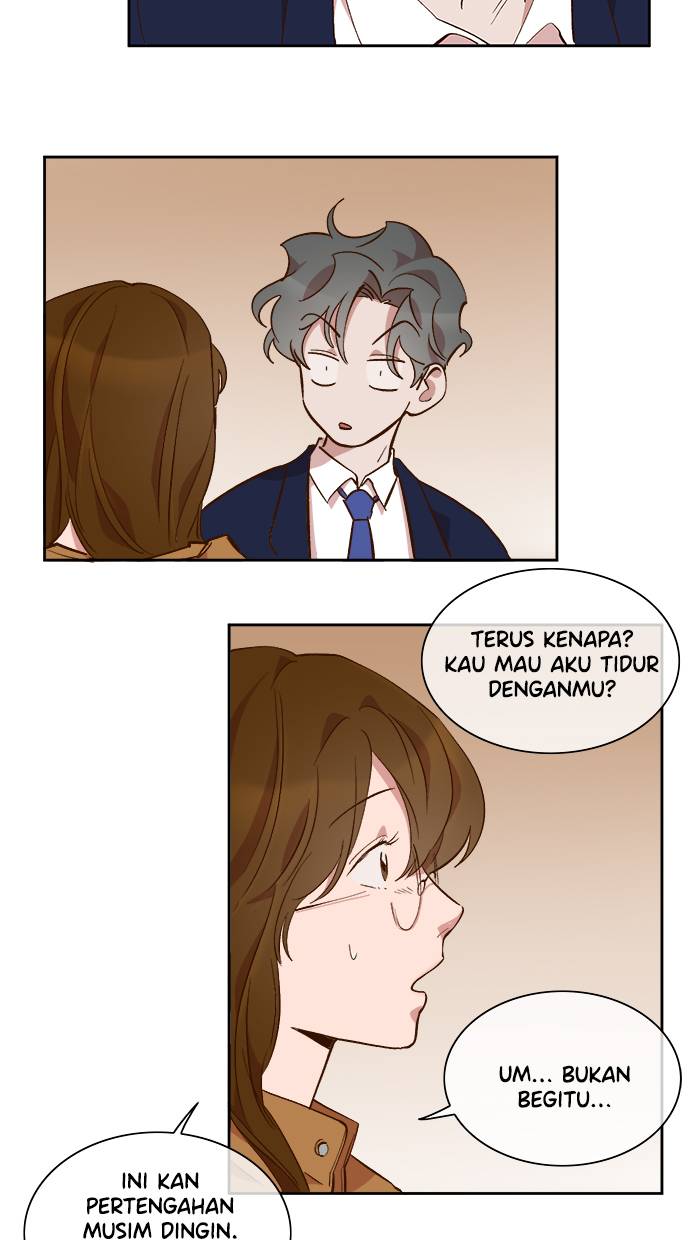 TERUS KENAPA?
KAU MAU AKU TIDUR
DENGANMU?
UM... BUKAN
BEGITU...
INI KAN
PERTENGAHAN
MUSIM DINGIN.